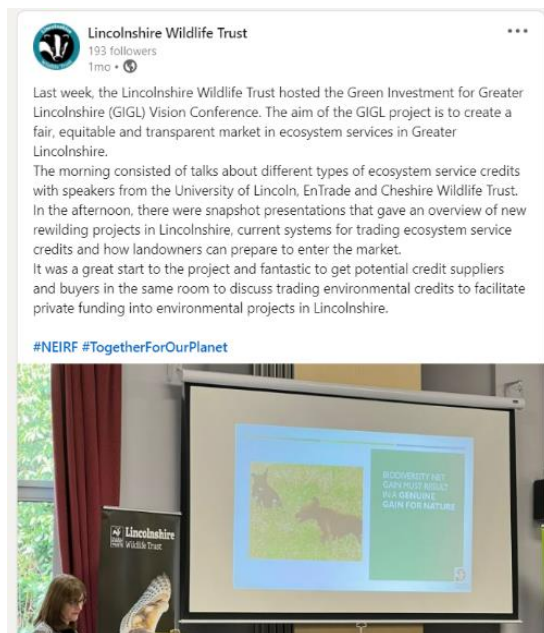 Lincolnshire Wildlife Trust
193 followers
1mo •
Last week, the Lincolnshire Wildlife Trust hosted the Green Investment for Greater
Lincolnshire (GIGL) Vision Conference. The aim of the GIGL project is to create a
fair, equitable and transparent market in ecosystem services in Greater
Lincolnshire.
The morning consisted of talks about different types of ecosystem service credits
with speakers from the University of Lincoln, EnTrade and Cheshire Wildlife Trust.
In the afternoon, there were snapshot presentations that gave an overview of new
rewilding projects in Lincolnshire, current systems for trading ecosystem service
credits and how landowners can prepare to enter the market.
It was a great start to the project and fantastic to get potential credit suppliers
and buyers in the same room to discuss trading environmental credits to facilitate
private funding into environmental projects in Lincolnshire.
#NEIRF #TogetherForOurPlanet
BIODIVERSITY NET
GAIN MUST RESULT
IN A GENUINE
GAIN FOR NATURE
Lincolnshire
Wildlife Trust